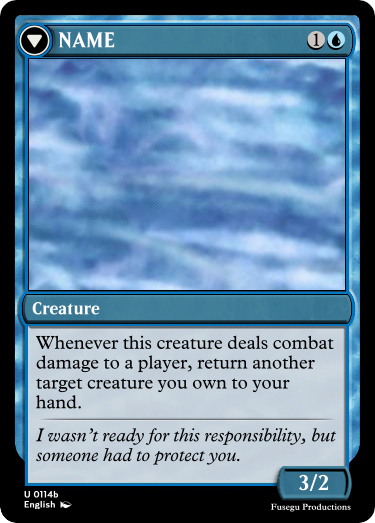 NAME 1
Creature
Whenever this creature deals combat
damage to a player, return another
target creature you own to your
hand.
I wasn't ready for this responsibility, but
someone had to protect you.
3/2
U 0114b
English
Fusegu Productions